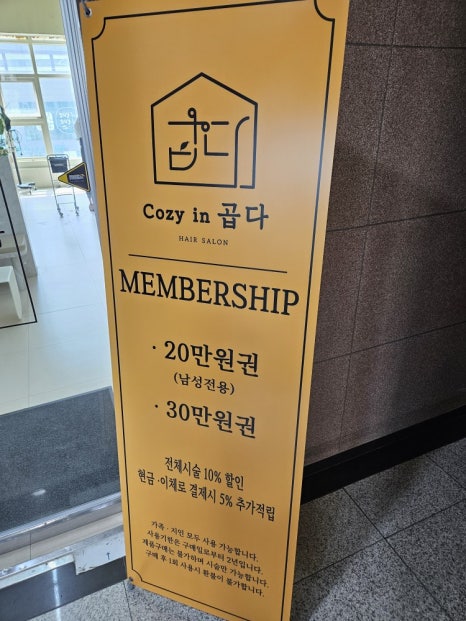 Cozy in 곱다
HAIR SALON
MEMBERSHIP
· 20만원권
(남성전용)
· 30만원권
전체시술 10% 할인
현금·이체로 결제시 5% 추가적립
가족·지인 모두 사용 가능합니다.
사용기한은 구매일로부터 2년입니다.
제품구매는 불가하며 시술만 가능합니다.
구매 후 1회 사용시 환불이 불가합니다.